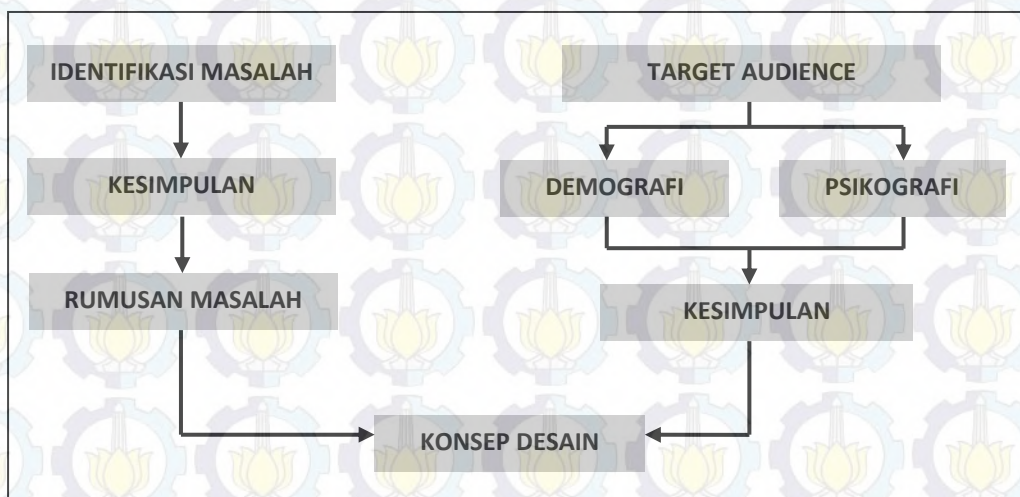 IDENTIFIKASI MASALAH
TARGET AUDIENCE
KESIMPULAN
DEMOGRAFI
PSIKOGRAFI
RUMUSAN MASALAH
KESIMPULAN
KONSEP DESAIN